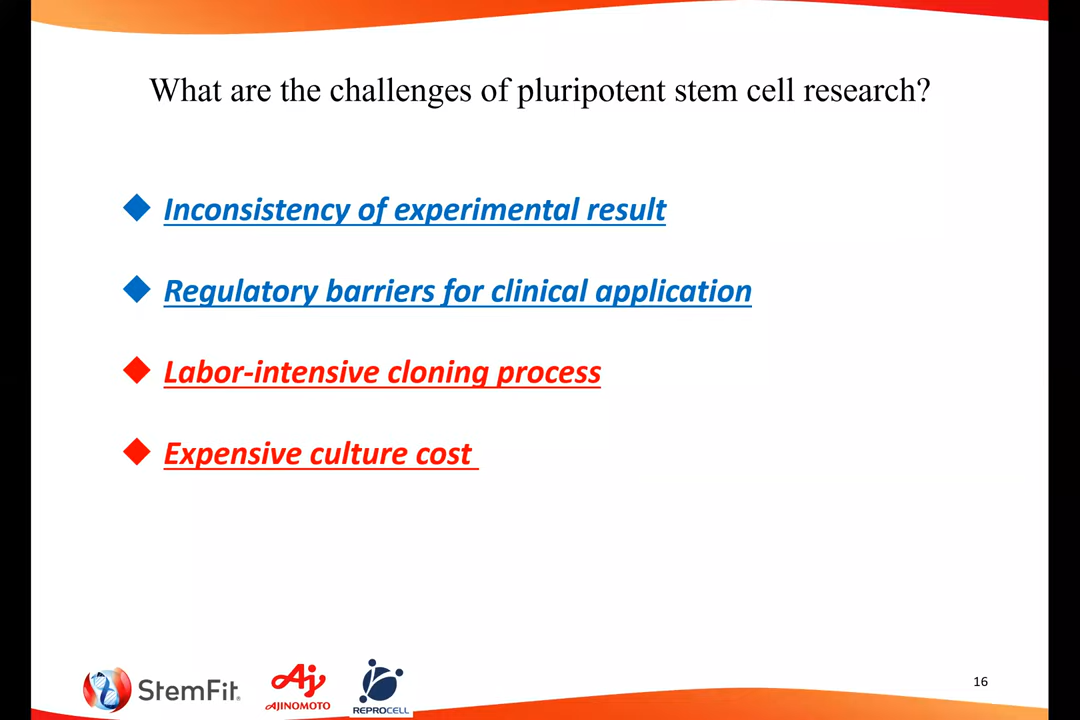 What are the challenges of pluripotent stem cell research?
Inconsistency of experimental result
Regulatory barriers for clinical application
Labor-intensive cloning process
Expensive culture cost
StemFit®
AJINOMOTO
REPROCELL
16